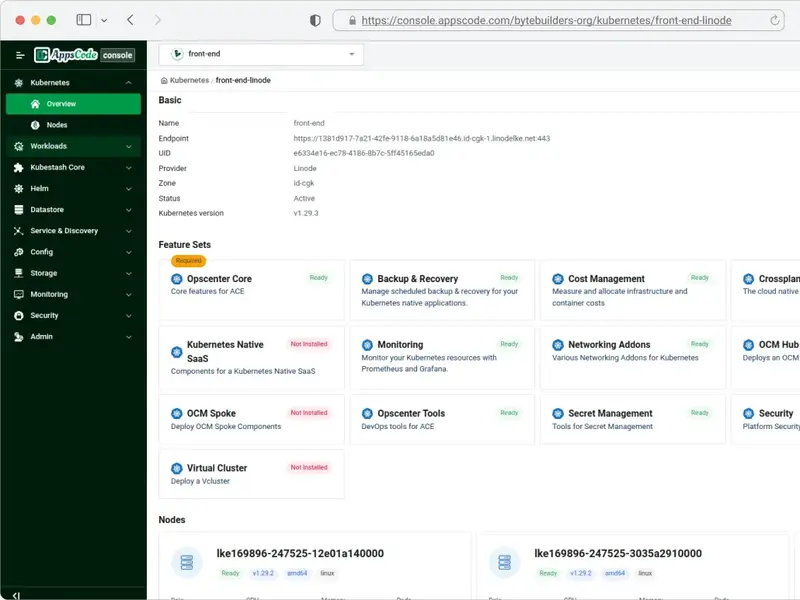 https://console.appscode.com/bytebuilders-org/kubernetes/front-end-linode
AppsCode console
front-end
Kubernetes
Overview
Nodes
Workloads
Kubestash Core
Helm
Datastore
Service & Discovery
Config
Storage
Monitoring
Security
Admin
Kubernetes / front-end-linode
Basic
Name front-end
Endpoint https://1381d917-7a21-42fe-9118-6a18a5d81e46.id-cgk-1.linodelke.net:443
UID e6334e16-ec78-4186-8b7c-5ff45165eda0
Provider Linode
Zone id-cgk
Status Active
Kubernetes version v1.29.3
Feature Sets
Required
Opscenter Core Ready
Core features for ACE
Backup & Recovery Ready
Manage scheduled backup & recovery for your
Kubernetes native applications.
Cost Management Ready
Measure and allocate infrastructure and
container costs
Crossplan
The cloud native
Kubernetes Native
SaaS
Not Installed
Components for a Kubernetes Native SaaS
Monitoring Ready
Monitor your Kubernetes resources with
Prometheus and Grafana.
Networking Addons Ready
Various Networking Addons for Kubernetes
OCM Hub
Deploys an OCM
OCM Spoke Not Installed
Deploy OCM Spoke Components
Opscenter Tools Ready
DevOps tools for ACE
Secret Management Ready
Tools for Secret Management
Security
Platform Security
Virtual Cluster Not Installed
Deploy a Vcluster
Nodes
lke169896-247525-12e01a140000
Ready v1.29.2 amd64 linux
lke169896-247525-3035a2910000
Ready v1.29.2 amd64 linux